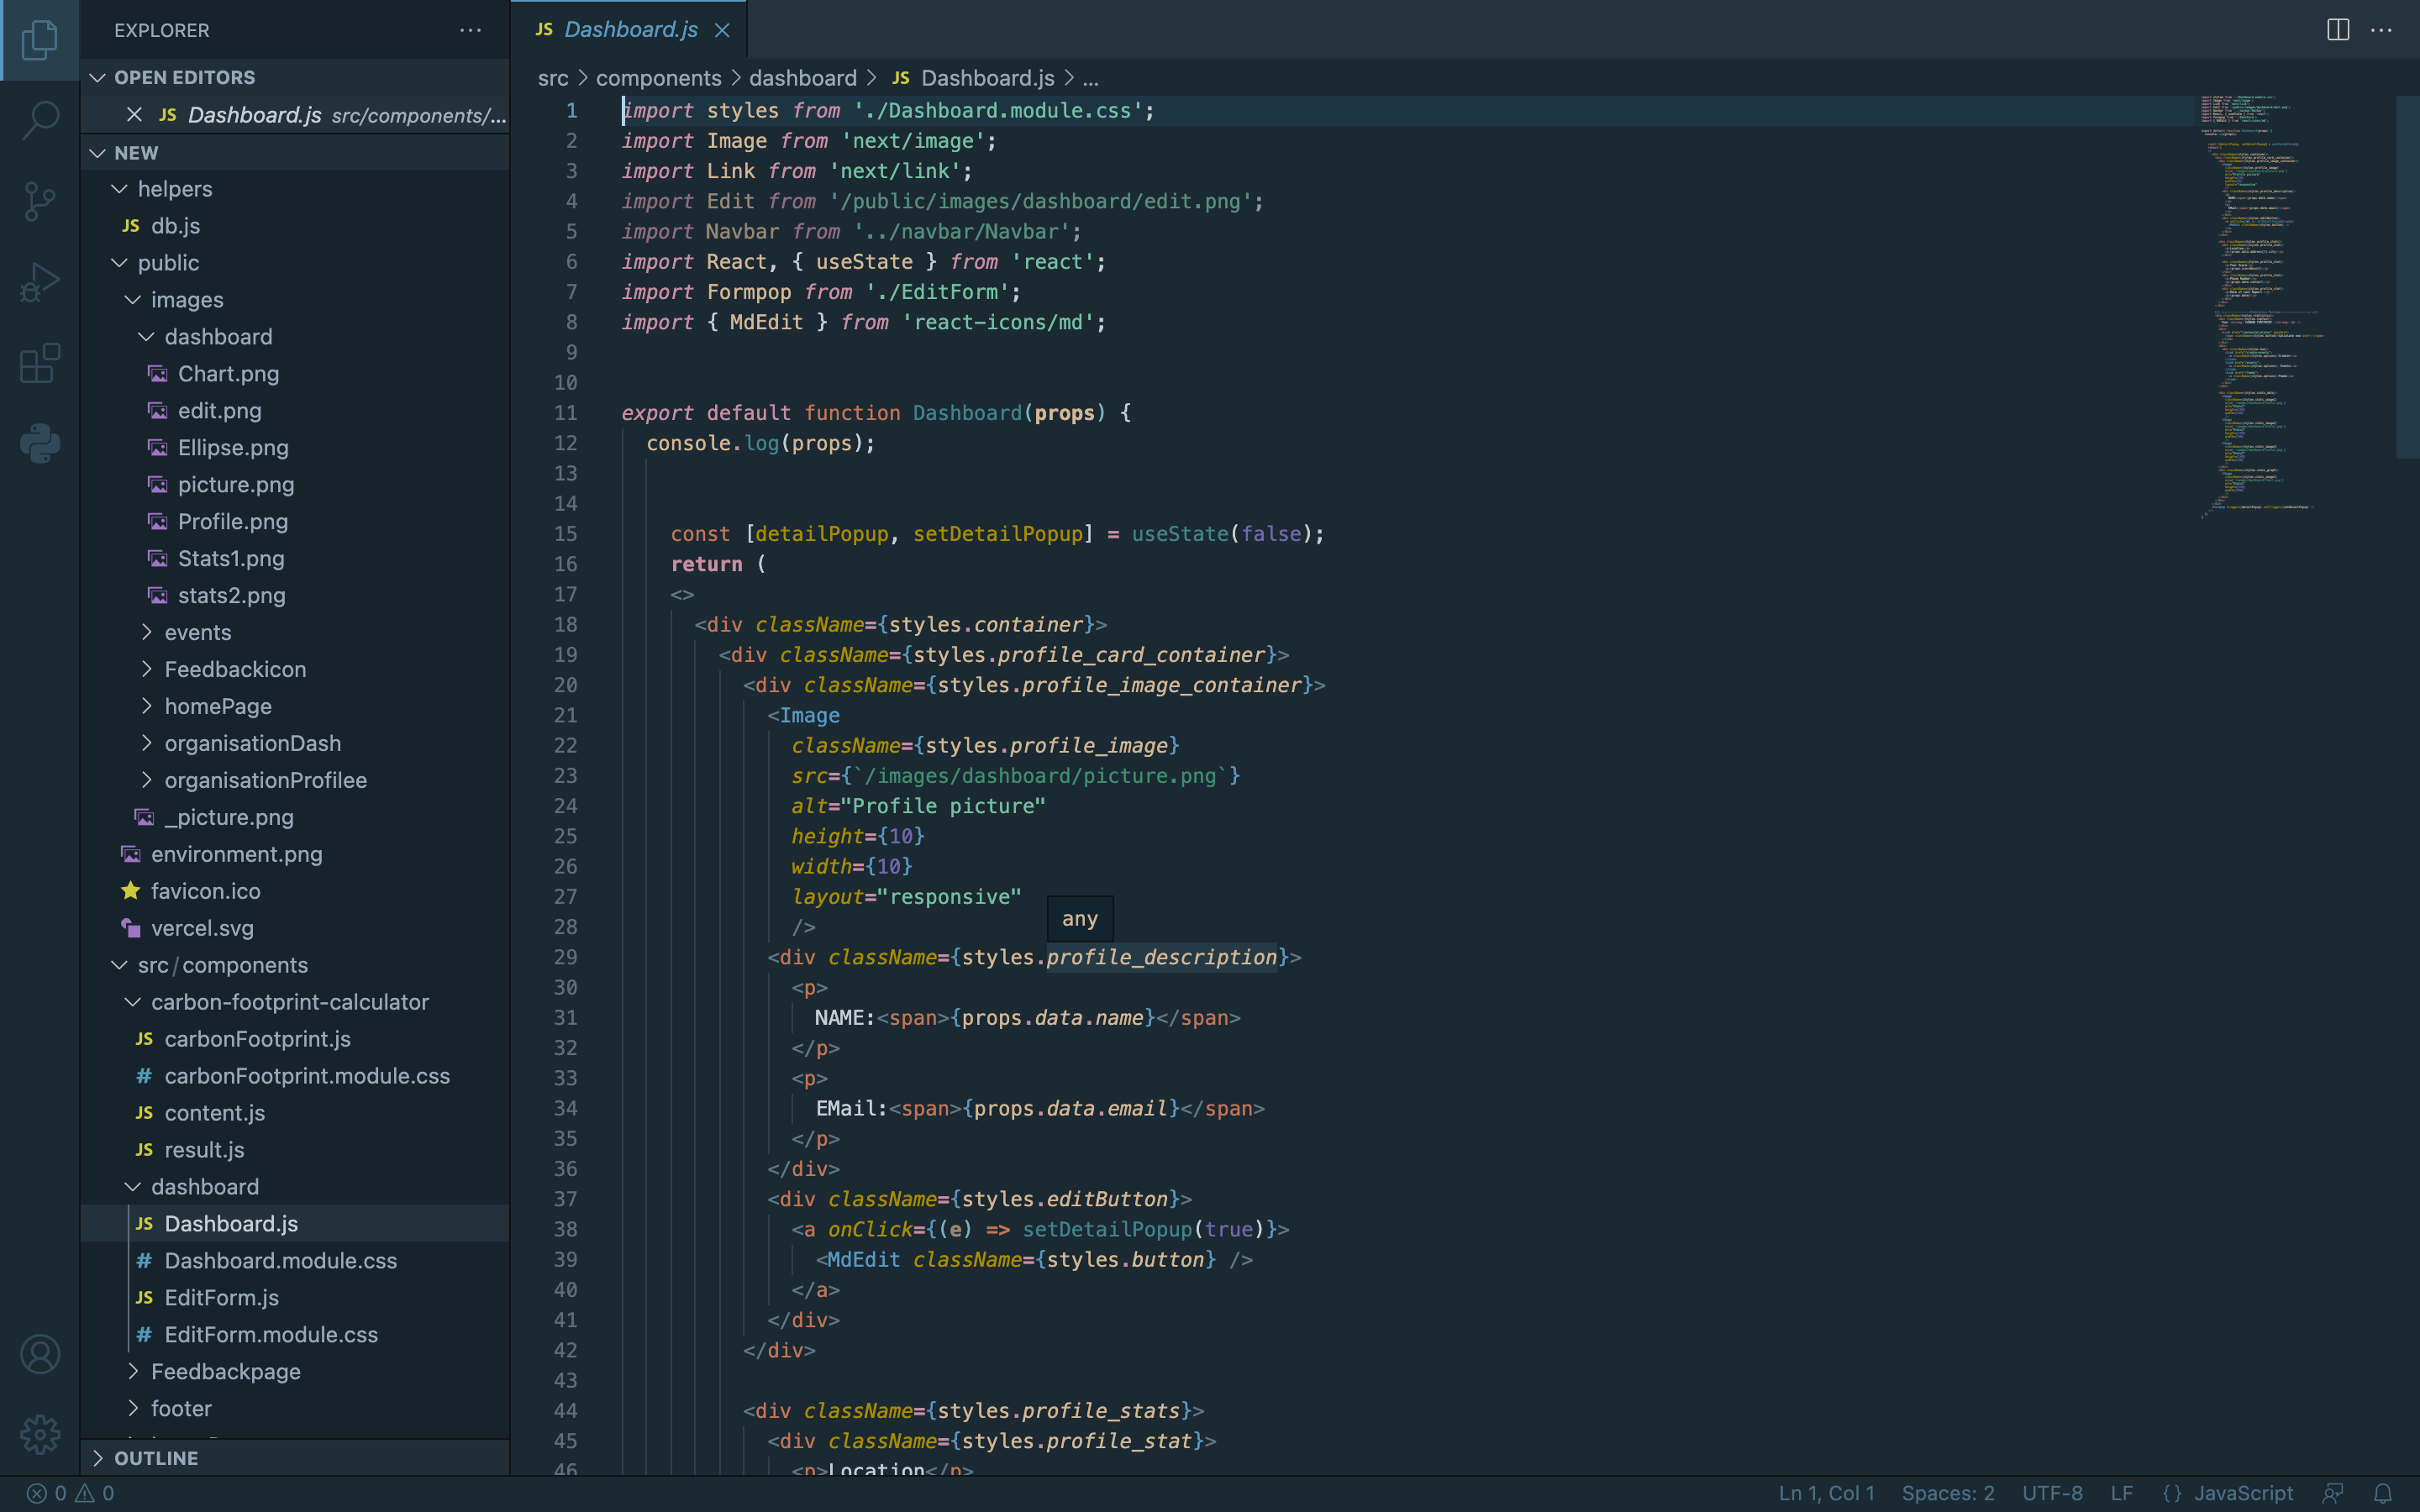 EXPLORER
OPEN EDITORS
JS Dashboard.js src/components/...
NEW
helpers
JS db.js
public
images
dashboard
Chart.png
edit.png
Ellipse.png
picture.png
Profile.png
Stats1.png
stats2.png
events
Feedbackicon
homePage
organisationDash
organisationProfilee
_picture.png
environment.png
favicon.ico
vercel.svg
src/components
carbon-footprint-calculator
JS carbonFootprint.js
# carbonFootprint.module.css
JS content.js
JS result.js
dashboard
JS Dashboard.js
# Dashboard.module.css
JS EditForm.js
# EditForm.module.css
Feedbackpage
footer
OUTLINE
JS Dashboard.js
src > components > dashboard > JS Dashboard.js > ...
1 import styles from './Dashboard.module.css';
2 import Image from 'next/image';
3 import Link from 'next/link';
4 import Edit from '/public/images/dashboard/edit.png';
5 import Navbar from '../navbar/Navbar';
6 import React, { useState } from 'react';
7 import Formpop from './EditForm';
8 import { MdEdit } from 'react-icons/md';
9
10
11 export default function Dashboard(props) {
12 console.log(props);
13
14
15 const [detailPopup, setDetailPopup] = useState(false);
16 return (
17 <>
18 <div className={styles.container}>
19 <div className={styles.profile_card_container}>
20 <div className={styles.profile_image_container}>
21 <Image
22 className={styles.profile_image}
23 src={`/images/dashboard/picture.png`}
24 alt="Profile picture"
25 height={10}
26 width={10}
27 layout="responsive"
any
28 />
29 <div className={styles.profile_description}>
30 <p>
31 NAME:<span>{props.data.name}</span>
32 </p>
33 <p>
34 EMail:<span>{props.data.email}</span>
35 </p>
36 </div>
37 <div className={styles.editButton}>
38 <a onClick={(e) => setDetailPopup(true)}>
39 <MdEdit className={styles.button} />
40 </a>
41 </div>
42 </div>
43
44 <div className={styles.profile_stats}>
45 <div className={styles.profile_stat}>
46 <p>Location</p>
0 0
Ln 1, Col 1 Spaces: 2 UTF-8 LF {} JavaScript